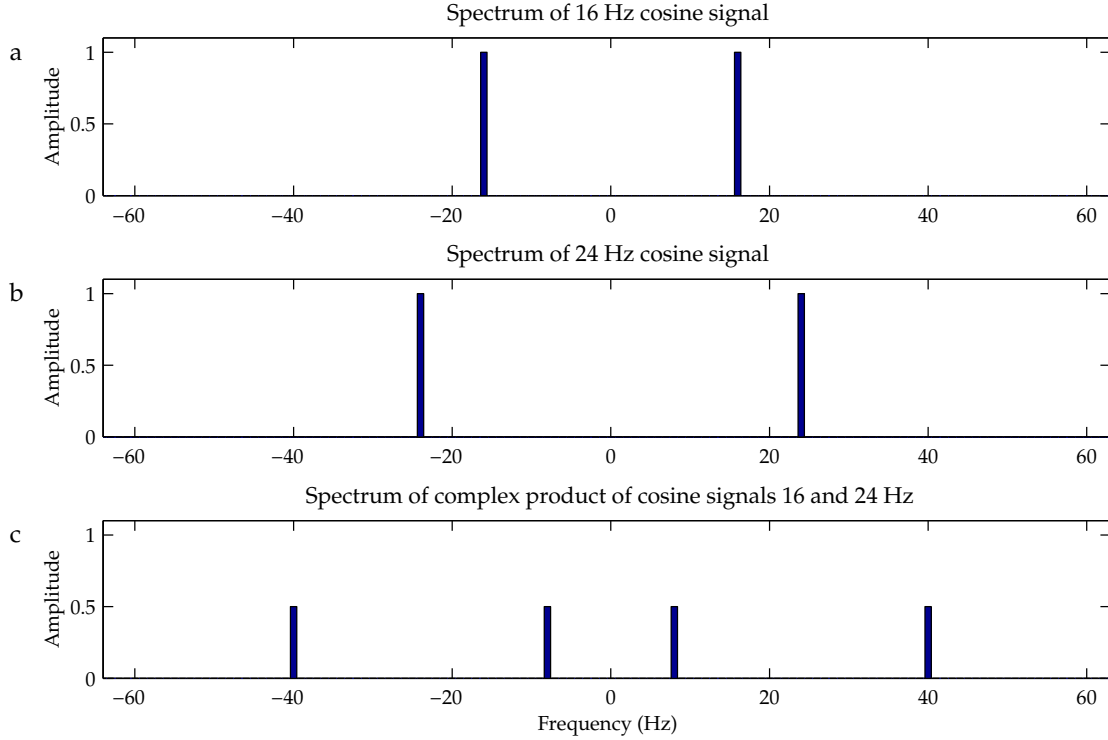 Spectrum of 16 Hz cosine signal
a
Amplitude
1
0.5
0
−60 −40 −20 0 20 40 60
Spectrum of 24 Hz cosine signal
b
Amplitude
1
0.5
0
−60 −40 −20 0 20 40 60
Spectrum of complex product of cosine signals 16 and 24 Hz
c
Amplitude
1
0.5
0
−60 −40 −20 0 20 40 60
Frequency (Hz)